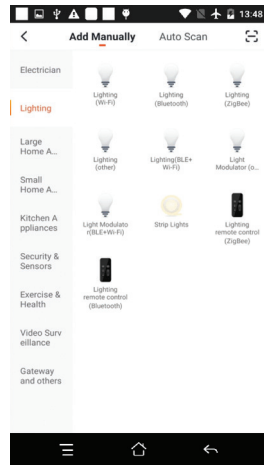 13:48
Add Manually
Auto Scan
Electrician
Lighting
Large
Home A...
Small
Home A...
Kitchen A
ppliances
Security &
Sensors
Exercise &
Health
Video Surv
eillance
Gateway
and others
Lighting
(Wi-Fi)
Lighting
(Bluetooth)
Lighting
(ZigBee)
Lighting
(other)
Lighting(BLE+
Wi-Fi)
Light
Modulator (o...
Light Modulato
r(BLE+Wi-Fi)
Strip Lights
Lighting
remote control
(ZigBee)
Lighting
remote control
(Bluetooth)